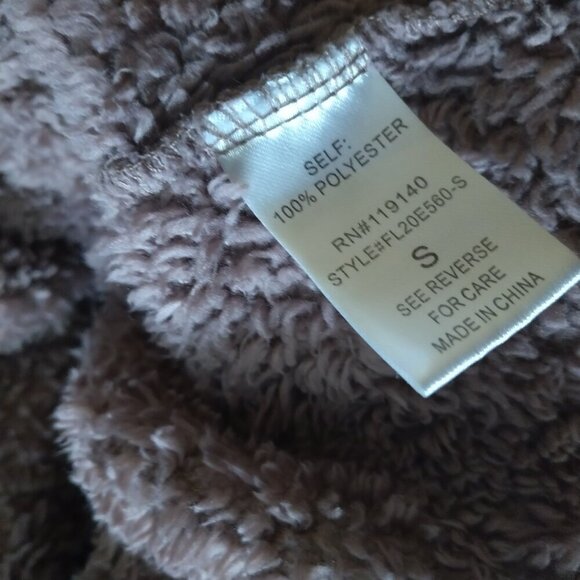 SELF:
100% POLYESTER
RN#119140
STYLE#FL20E560-S
S
SEE REVERSE
FOR CARE
MADE IN CHINA